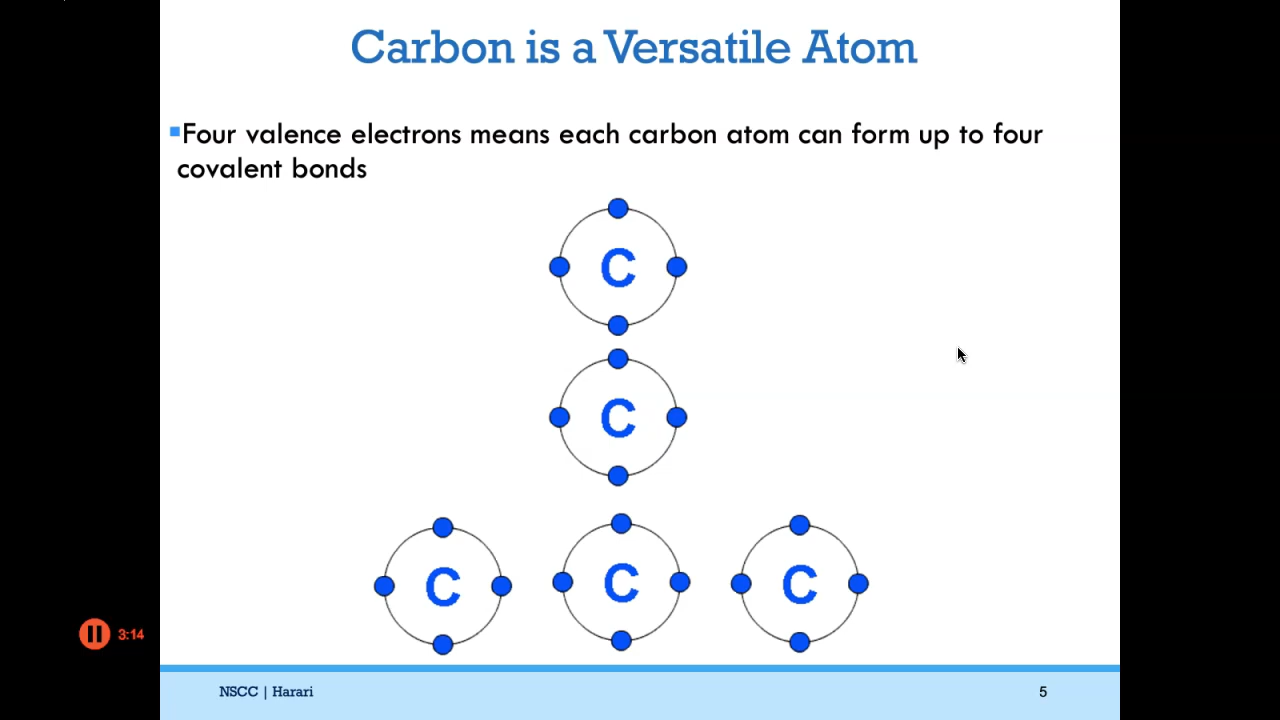 Carbon is a Versatile Atom
Four valence electrons means each carbon atom can form up to four
covalent bonds
C
C
C C C
3:14
NSCC | Harari 5